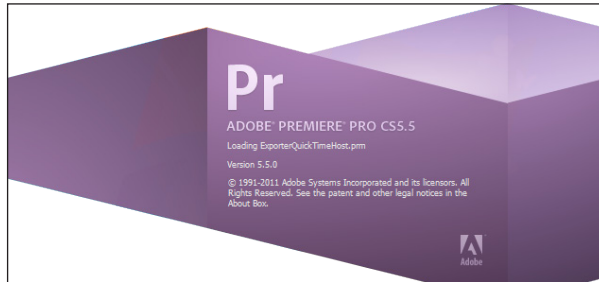 Pr
ADOBE® PREMIERE® PRO CS5.5
Loading ExporterQuickTimeHost.prm
Version 5.5.0
© 1991-2011 Adobe Systems Incorporated and its licensors. All
Rights Reserved. See the patent and other legal notices in the
About Box.
Adobe